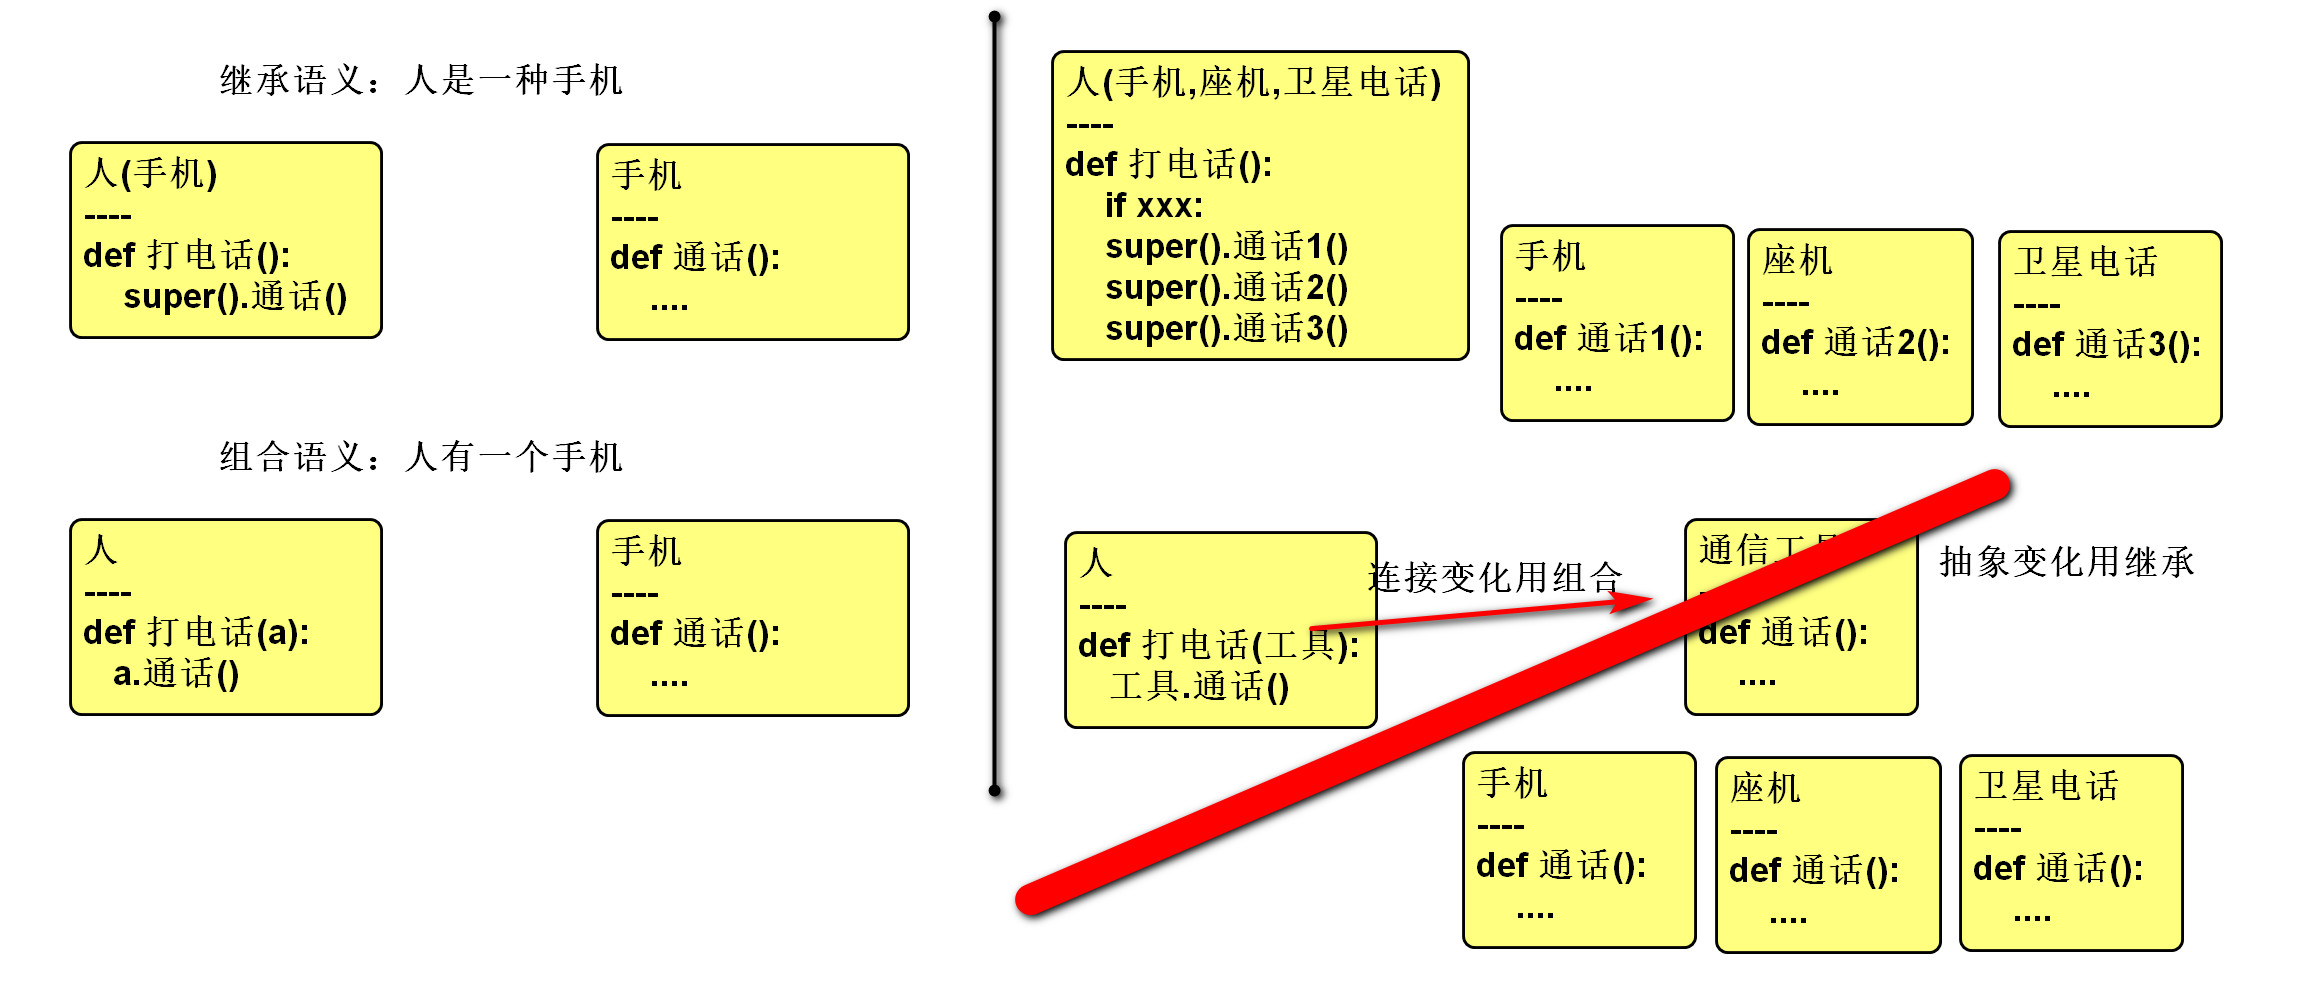 继承语义：人是一种手机
人(手机)
----
def 打电话():
super().通话()
手机
----
def 通话():
....
组合语义：人有一个手机
人
----
def 打电话(a):
a.通话()
手机
----
def 通话():
....
人(手机,座机,卫星电话)
----
def 打电话():
if xxx:
super().通话1()
super().通话2()
super().通话3()
手机
----
def 通话1():
....
座机
----
def 通话2():
....
卫星电话
----
def 通话3():
....
人
----
def 打电话(工具):
工具.通话()
连接变化用组合
通信工具
def 通话():
....
抽象变化用继承
手机
----
def 通话():
....
座机
----
def 通话():
....
卫星电话
----
def 通话():
....